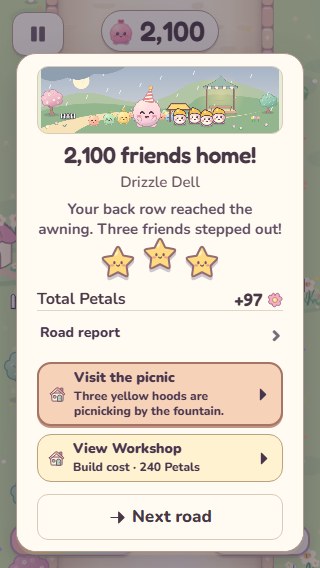 2,100
2,100 friends home!
Drizzle Dell
Your back row reached the
awning. Three friends stepped out!
Total Petals +97
Road report
Visit the picnic
Three yellow hoods are
picnicking by the fountain.
View Workshop
Build cost · 240 Petals
Next road